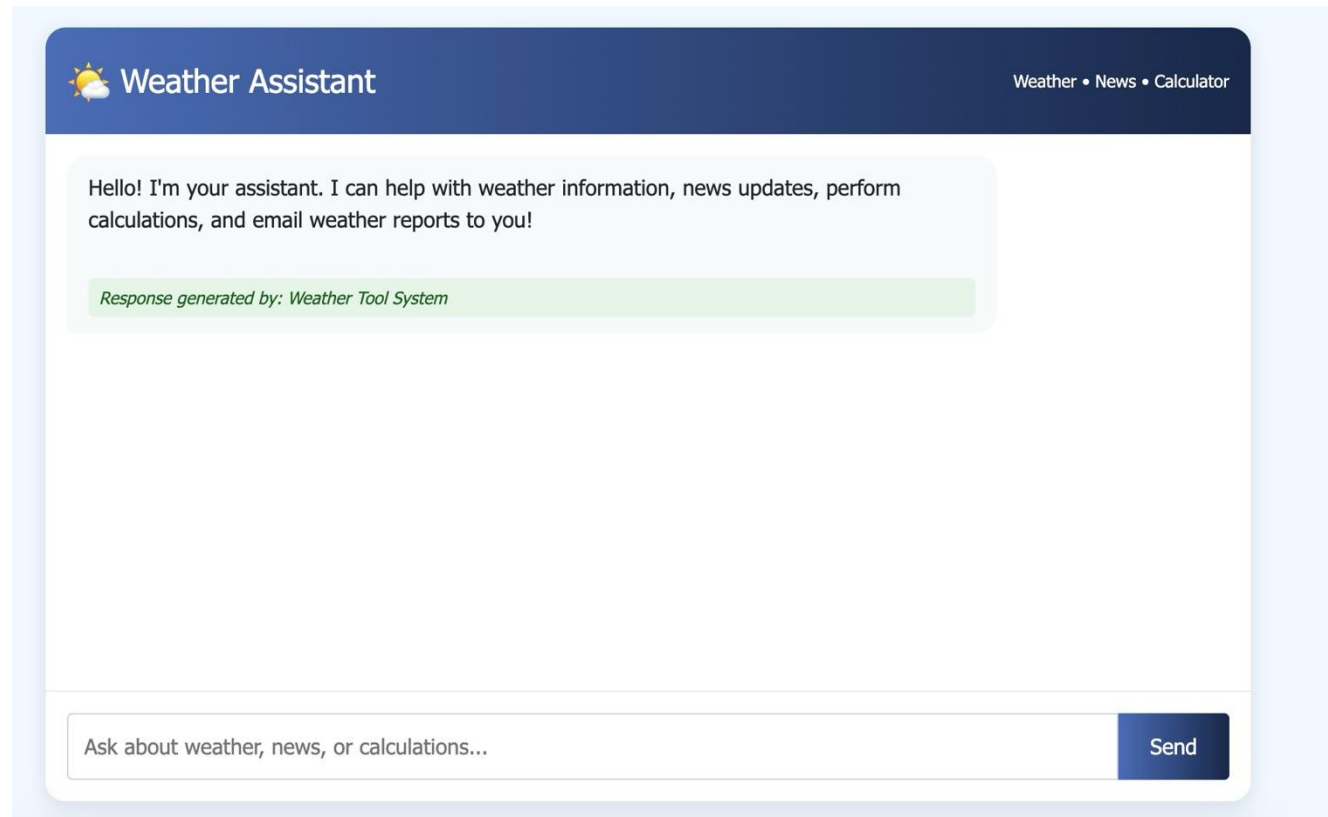 Weather Assistant
Weather • News • Calculator
Hello! I'm your assistant. I can help with weather information, news updates, perform
calculations, and email weather reports to you!
Response generated by: Weather Tool System
Ask about weather, news, or calculations...
Send